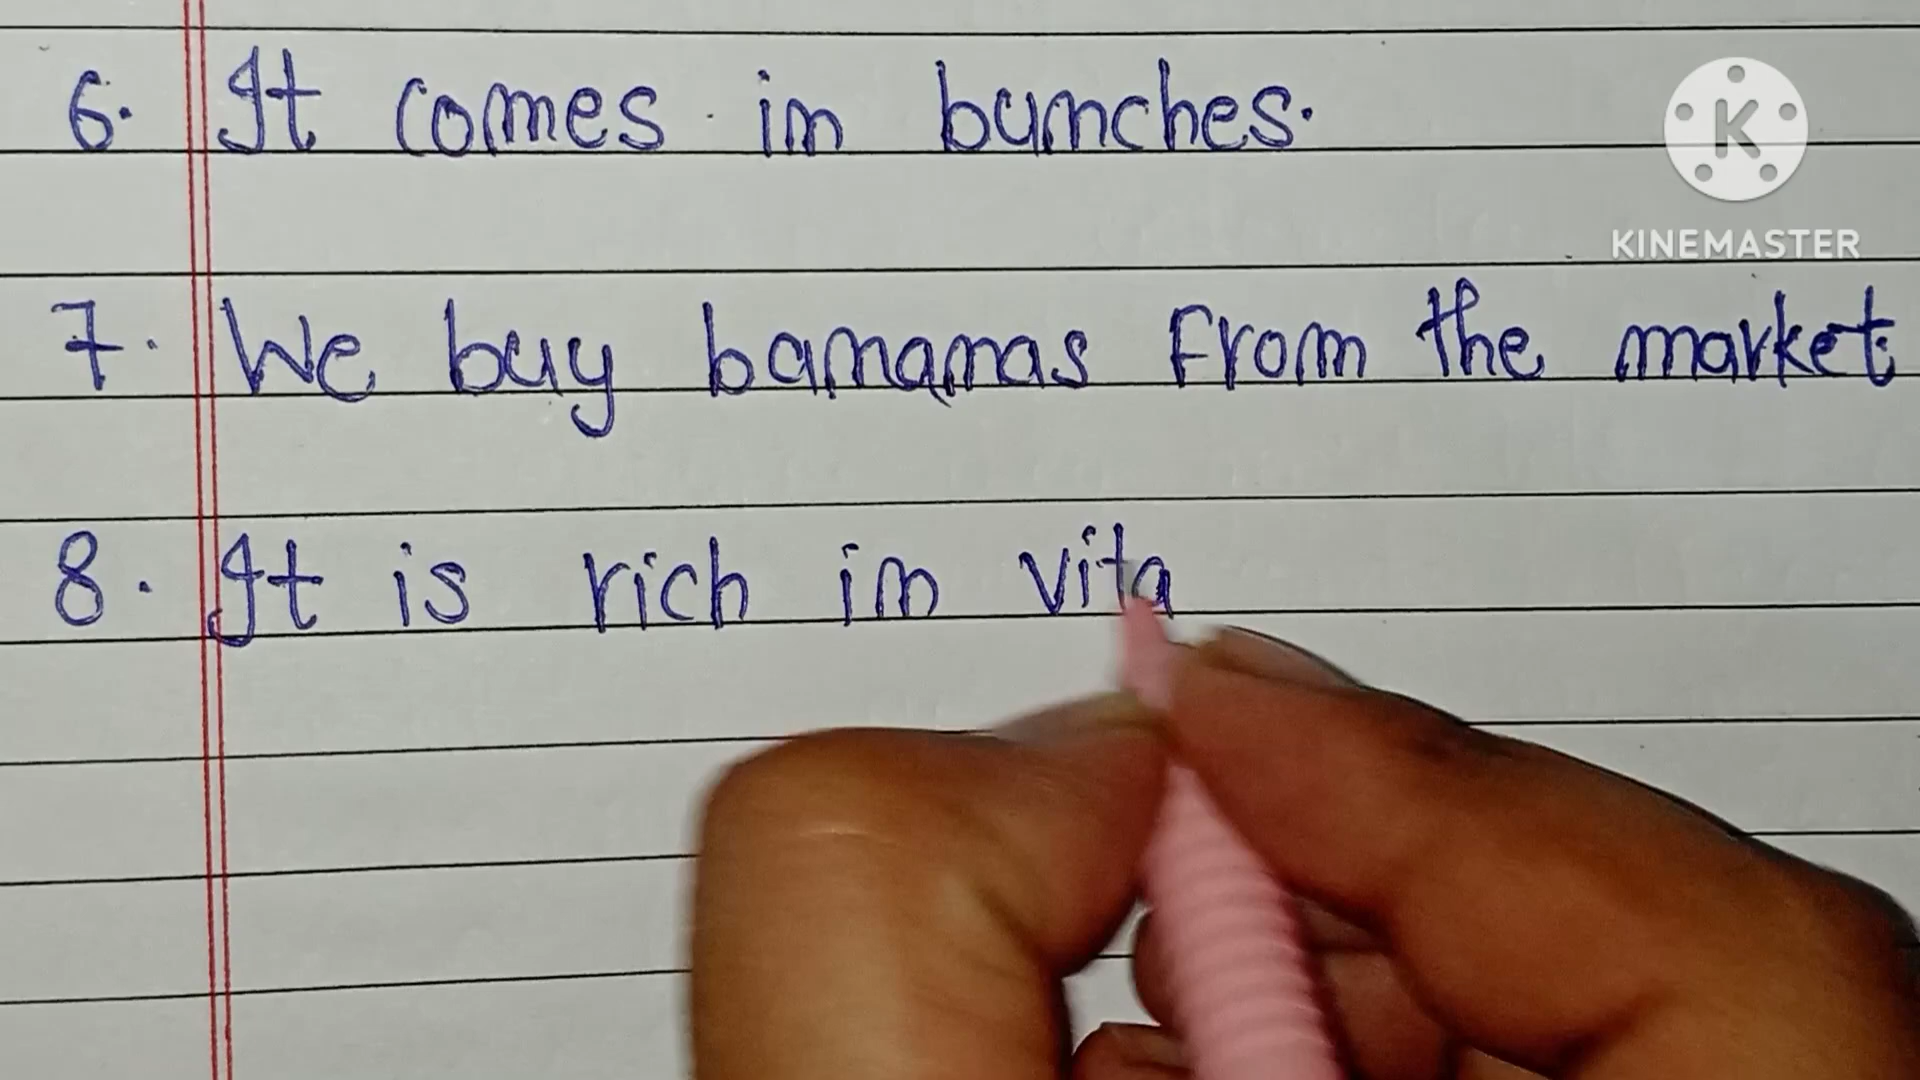 6. It comes in bunches.
K
KINEMASTER
7. We buy bananas from the market.
8. It is rich in vita